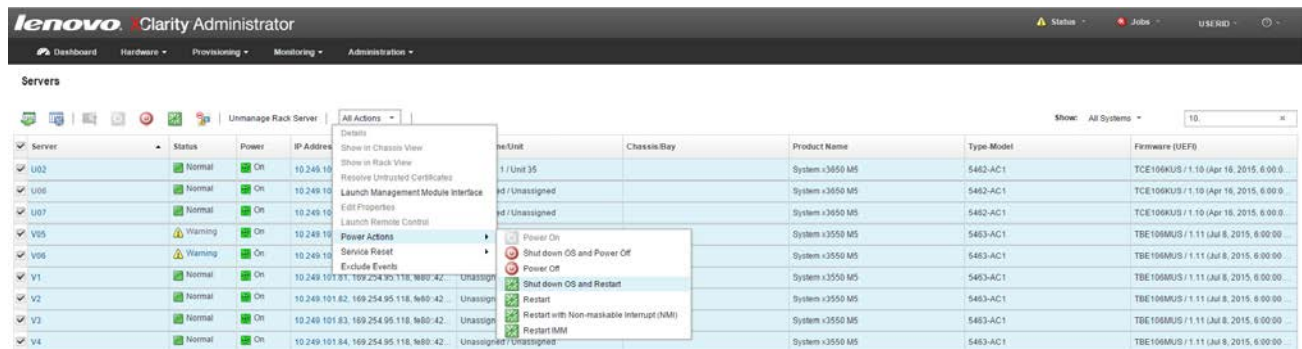 lenovo. XClarity Administrator
Status
Jobs
USERID
Dashboard Hardware Provisioning Monitoring Administration
Servers
Unmanage Rack Server All Actions Show: All Systems 10.
Server Status Power IP Addres Chassis/Bay Product Name Type-Model Firmware (UEFI)
Details
Show in Chassis View
Show in Rack View
Resolve Untrusted Certificates
Launch Management Module Interface
Edit Properties
Launch Remote Control
Power Actions
Service Reset
Exclude Events
Power On
Shut down OS and Power Off
Power Off
Shut down OS and Restart
Restart
Restart with Non-maskable Interrupt (NMI)
Restart IMM
U02 Normal On 10.249.10 1 / Unit 35 System x3650 M5 5462-AC1 TCE106KUS / 1.10 (Apr 16, 2015, 6:00:0...
U06 Normal On 10.249.10 ed / Unassigned System x3650 M5 5462-AC1 TCE106KUS / 1.10 (Apr 16, 2015, 6:00:0...
U07 Normal On 10.249.10 ed / Unassigned System x3650 M5 5462-AC1 TCE106KUS / 1.10 (Apr 16, 2015, 6:00:0...
V05 Warning On 10.249.10 System x3550 M5 5463-AC1 TBE106MUS / 1.11 (Jul 8, 2015, 6:00:00 ...
V06 Warning On 10.249.10 System x3550 M5 5463-AC1 TBE106MUS / 1.11 (Jul 8, 2015, 6:00:00 ...
V1 Normal On 10.249.101.81, 169.254.95.118, fe80::42... Unassign System x3550 M5 5463-AC1 TBE106MUS / 1.11 (Jul 8, 2015, 6:00:00 ...
V2 Normal On 10.249.101.82, 169.254.95.118, fe80::42... Unassign System x3550 M5 5463-AC1 TBE106MUS / 1.11 (Jul 8, 2015, 6:00:00 ...
V3 Normal On 10.249.101.83, 169.254.95.118, fe80::42... Unassign System x3550 M5 5463-AC1 TBE106MUS / 1.11 (Jul 8, 2015, 6:00:00 ...
V4 Normal On 10.249.101.84, 169.254.95.118, fe80::42... Unassigned / Unassigned System x3550 M5 5463-AC1 TBE106MUS / 1.11 (Jul 8, 2015, 6:00:00 ...